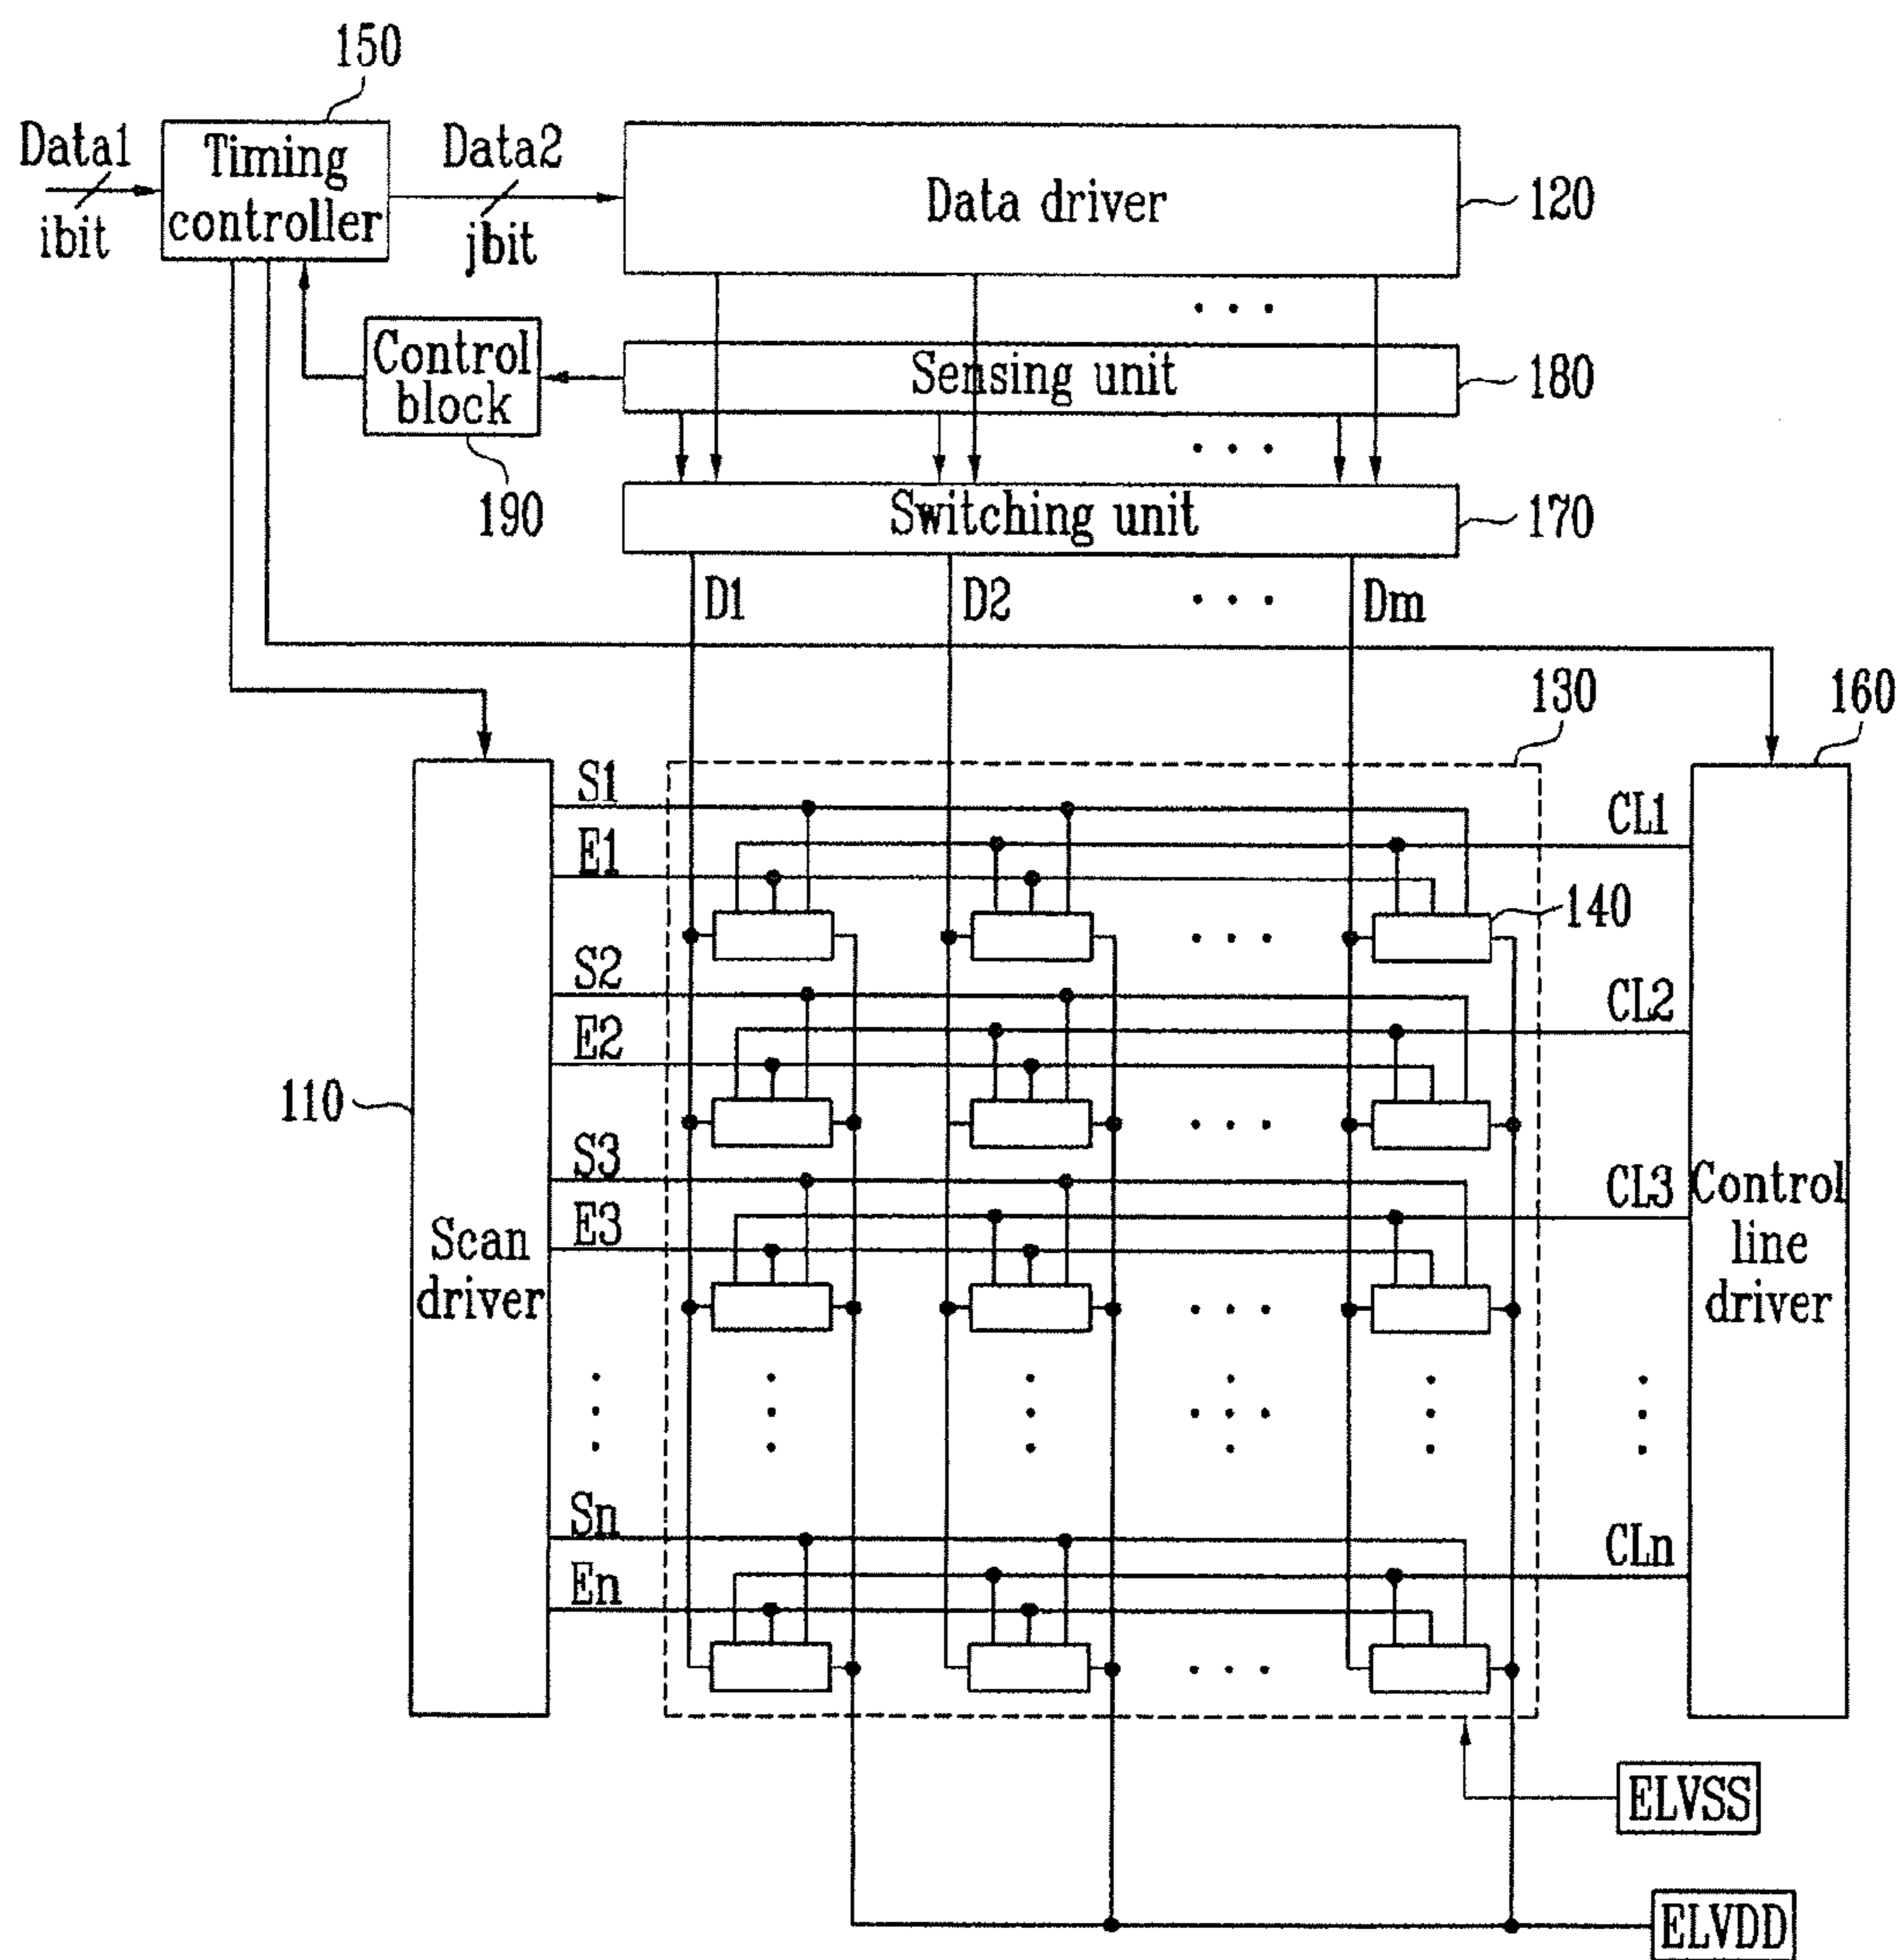 150
Data1
ibit
Timing
controller
Data2
jbit
Data driver
120
Control
block
190
Sensing unit
180
Switching unit
170
D1
D2
Dm
130
160
S1
E1
CL1
140
S2
E2
CL2
110
S3
E3
CL3
Scan
driver
Control
line
driver
Sn
En
CLn
ELVSS
ELVDD